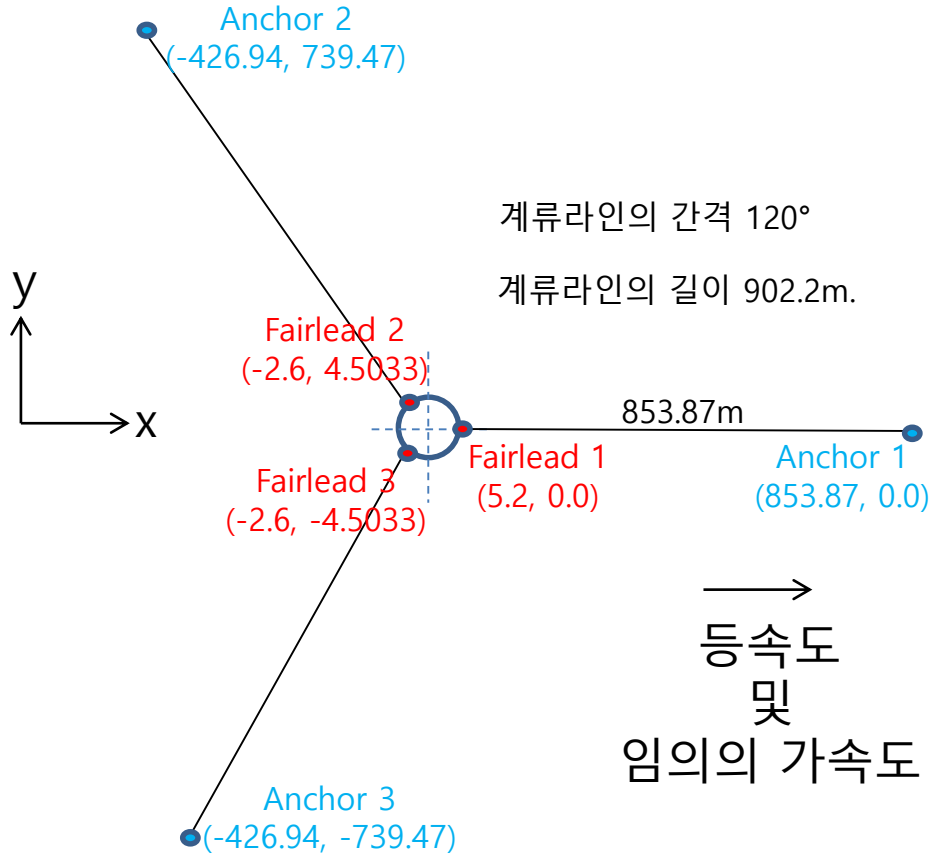 Anchor 2
(-426.94, 739.47)
계류라인의 간격 120°
계류라인의 길이 902.2m.
y
x
Fairlead 2
(-2.6, 4.5033)
853.87m
Fairlead 1
(5.2, 0.0)
Anchor 1
(853.87, 0.0)
Fairlead 3
(-2.6, -4.5033)
등속도
및
임의의 가속도
Anchor 3
(-426.94, -739.47)